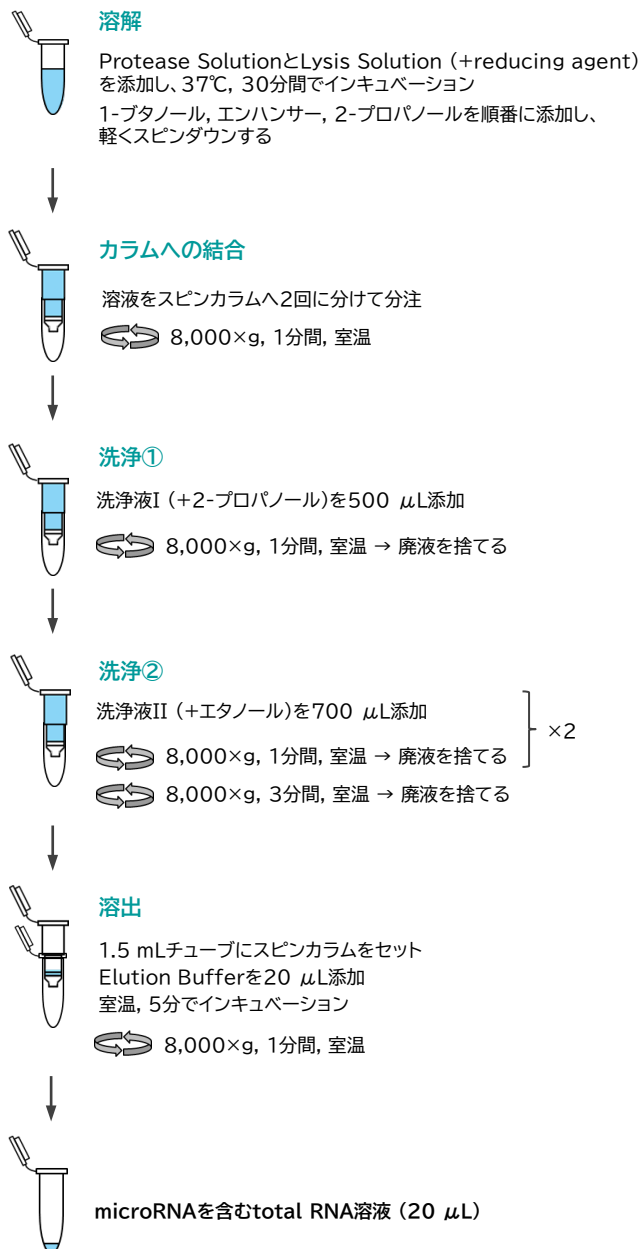 溶解
Protease SolutionとLysis Solution (+reducing agent)
を添加し、37℃, 30分間でインキュベーション
1-ブタノール, エンハンサー, 2-プロパノールを順番に添加し、
軽くスピンダウンする
カラムへの結合
溶液をスピンカラムへ2回に分けて分注
8,000×g, 1分間, 室温
洗浄①
洗浄液I (+2-プロパノール)を500 μL添加
8,000×g, 1分間, 室温 → 廃液を捨てる
洗浄②
洗浄液II (+エタノール)を700 μL添加
8,000×g, 1分間, 室温 → 廃液を捨てる
×2
8,000×g, 3分間, 室温 → 廃液を捨てる
溶出
1.5 mLチューブにスピンカラムをセット
Elution Bufferを20 μL添加
室温, 5分でインキュベーション
8,000×g, 1分間, 室温
microRNAを含むtotal RNA溶液 (20 μL)